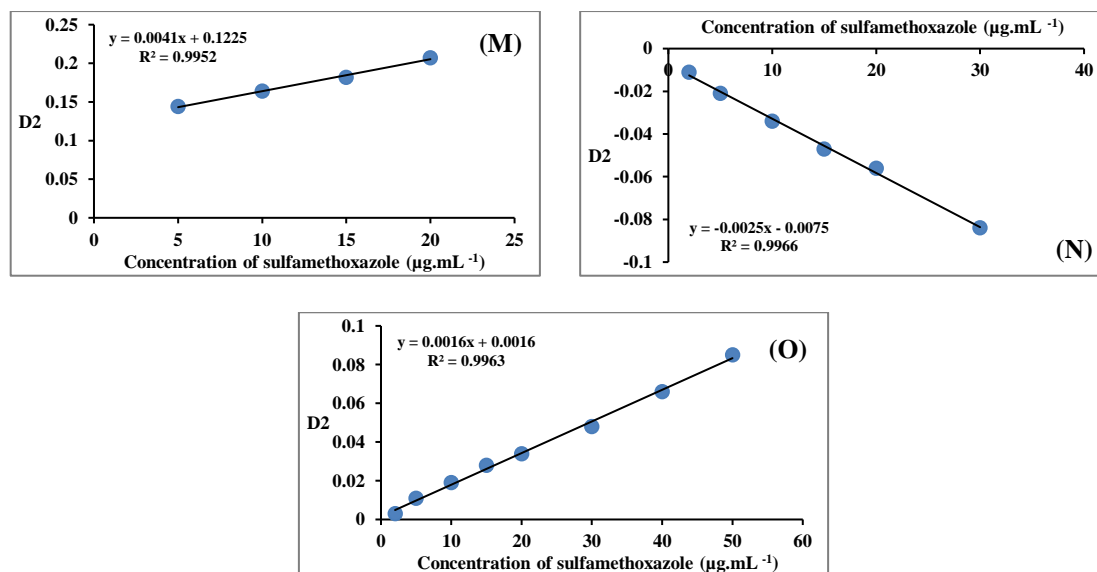 y = 0.0041x + 0.1225
R² = 0.9952
(M)
0.25
0.2
0.15
0.1
0.05
0
D2
0 5 10 15 20 25
Concentration of sulfamethoxazole (µg.mL -1)
Concentration of sulfamethoxazole (µg.mL -1)
0 10 20 30 40
0
-0.02
-0.04
-0.06
-0.08
-0.1
D2
y = -0.0025x - 0.0075
R² = 0.9966
(N)
y = 0.0016x + 0.0016
R² = 0.9963
(O)
0.1
0.08
0.06
0.04
0.02
0
D2
0 10 20 30 40 50 60
Concentration of sulfamethoxazole (µg.mL -1)